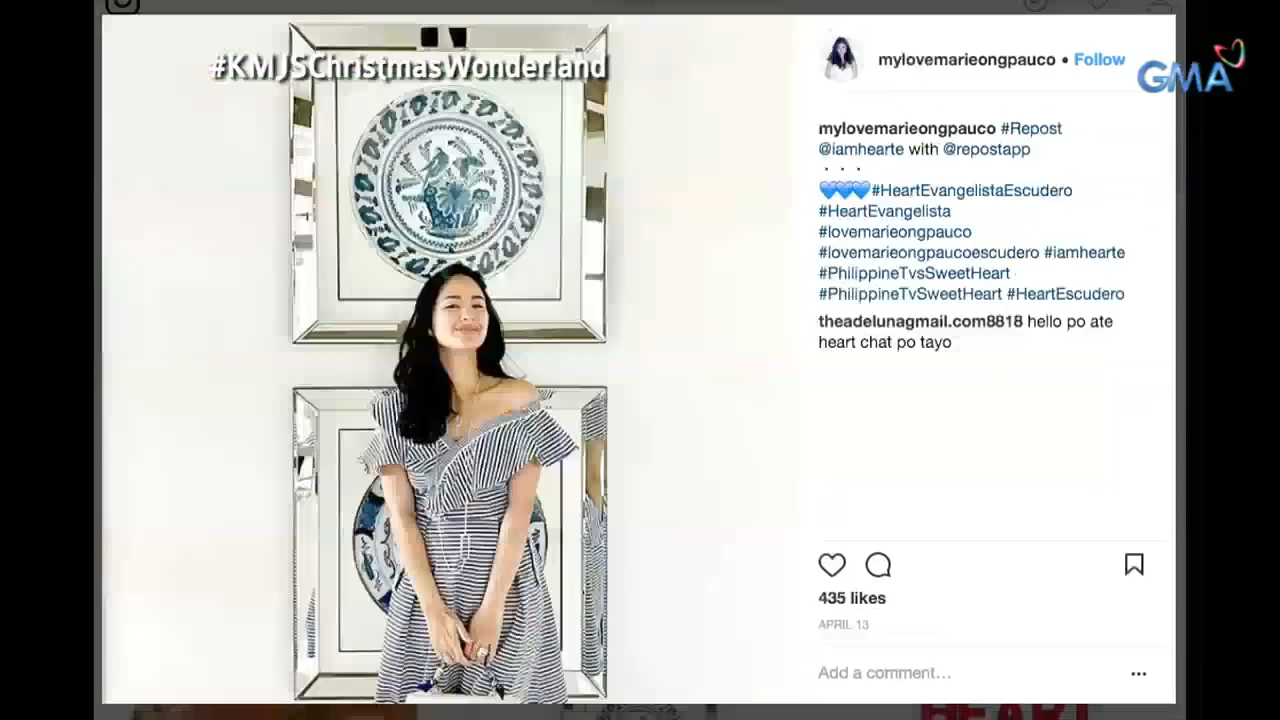 #KMJSChristmasWonderland
GMA
mylovemarieongpauco • Follow
mylovemarieongpauco #Repost
@iamhearte with @repostapp
・・・
💙💙💙#HeartEvangelistaEscudero
#HeartEvangelista
#lovemarieongpauco
#lovemarieongpaucoescudero #iamhearte
#PhilippineTvsSweetHeart
#PhilippineTvSweetHeart #HeartEscudero
theadelunagmail.com8818 hello po ate
heart chat po tayo
435 likes
APRIL 13
Add a comment…
HEART